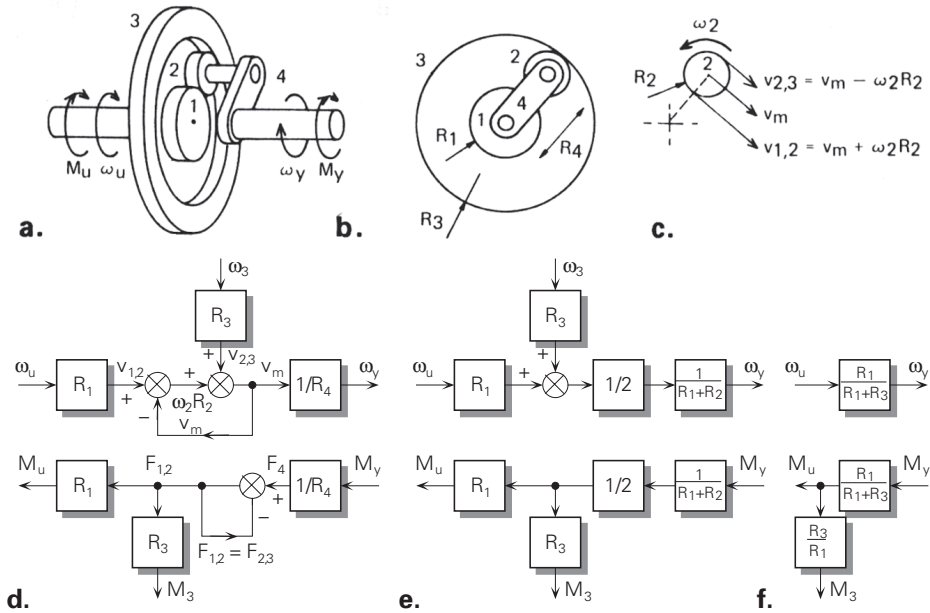 3
2
4
1
Mu ωu
ωy My
a.
3
2
4
1
R1
R4
R3
b.
ω2
2
R2
v2,3 = vm − ω2R2
vm
v1,2 = vm + ω2R2
c.
ω3
R3
+ v2,3
ωu R1 v1,2 + vm 1/R4 ωy
+
− ω2R2
vm
Mu R1 F1,2 F4 1/R4 My
+
−
R3
F1,2 = F2,3
M3
d.
ω3
R3
+
ωu R1 + 1/2 1/R1+R2 ωy
Mu R1 1/2 1/R1+R2 My
R3
M3
e.
ωu R1/R1+R3 ωy
Mu R1/R1+R3 My
R3/R1
M3
f.